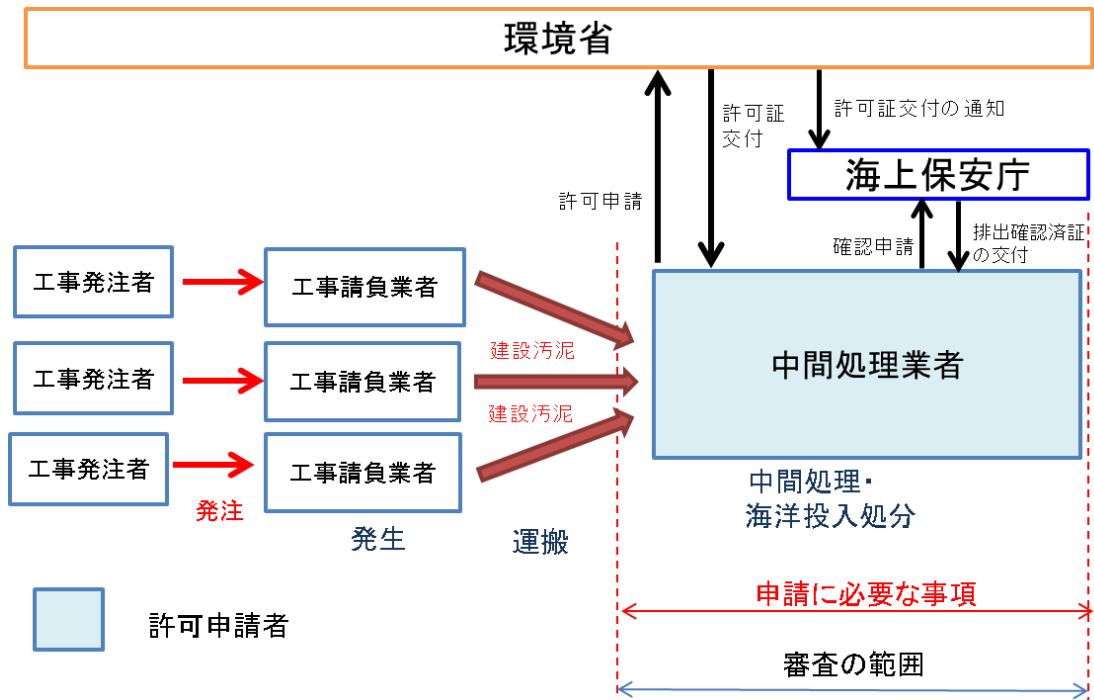 環境省
許可証
交付
許可証交付の通知
海上保安庁
許可申請
確認申請
排出確認済証
の交付
工事発注者
工事請負業者
建設汚泥
中間処理業者
工事発注者
工事請負業者
建設汚泥
工事発注者
工事請負業者
発注
発生
運搬
中間処理・
海洋投入処分
申請に必要な事項
許可申請者
審査の範囲